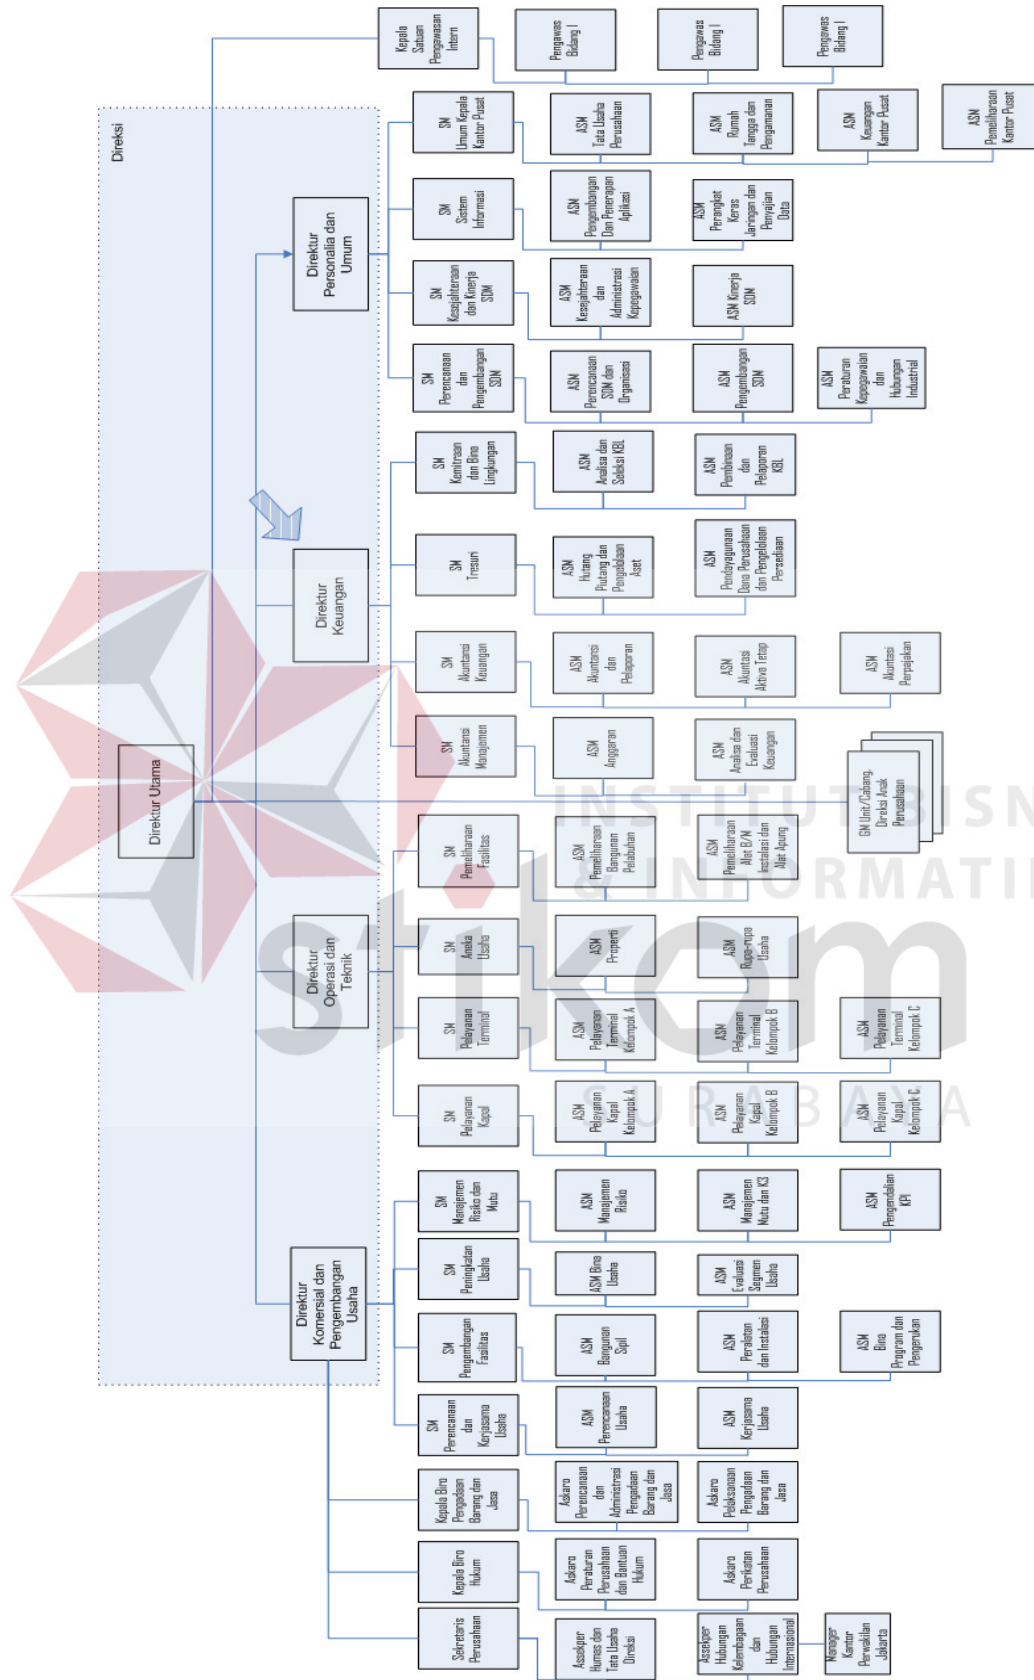 Direksi
Direktur Utama
Direktur
Komersial dan
Pengembangan
Usaha
Direktur
Operasi dan
Teknik
Direktur
Keuangan
Direktur
Personalia dan
Umum
Sekretaris
Perusahaan
Kepala Biro
Hukum
Kepala Biro
Pengadaan
Barang dan
Jasa
SM
Perencanaan
dan
Kerjasama
Usaha
SM
Pengembangan
Fasilitas
SM
Peningkatan
Usaha
SM
Manajemen
Risiko dan
Mutu
SM
Pelayanan
Kapal
SM
Pelayanan
Terminal
SM
Aneka
Usaha
SM
Pemeliharaan
Fasilitas
SM
Akuntansi
Manajemen
SM
Akuntansi
Keuangan
SM
Tresuri
SM
Kemitraan
dan Bina
Lingkungan
SM
Perencanaan
dan
Pengembangan
SDM
SM
Kesejahteraan
dan Kinerja
SDM
SM
Sistem
Informasi
SM
Umum Kepala
Kantor Pusat
Kepala
Satuan
Pengawasan
Intern
Assekper
Humas dan
Tata Usaha
Direksi
Askaro
Peraturan
Perusahaan
dan Bantuan
Hukum
Askaro
Perencanaan
dan
Administrasi
Pengadaan
Barang dan Jasa
ASM
Perencanaan
Usaha
ASM
Bangunan
Sipil
ASM Bina
Usaha
ASM
Manajemen
Risiko
ASM
Pelayanan
Kapal
Kelompok A
ASM
Pelayanan
Terminal
Kelompok A
ASM
Properti
ASM
Pemeliharaan
Bangunan
Pelabuhan
ASM
Anggaran
ASM
Akuntansi
dan
Pelaporan
ASM
Hutang
Piutang dan
Pengelolaan
Aset
ASM
Analisa dan
Seleksi KBL
ASM
Perencanaan
SDM dan
Organisasi
ASM
Kesejahteraan
dan
Administrasi
Kepegawaian
ASM
Pengembangan
Dan Penerapan
Aplikasi
ASM
Tata Usaha
Perusahaan
Pengawas
Bidang I
Assekper
Hubungan
Kelembagaan
dan
Hubungan
Internasional
Askaro
Perikatan
Perusahaan
Askaro
Pelaksanaan
Pengadaan
Barang dan
Jasa
ASM
Kerjasama
Usaha
ASM
Peralatan
dan Instalasi
ASM
Evaluasi
Segmen
Usaha
ASM
Manajemen
Mutu dan K3
ASM
Pelayanan
Kapal
Kelompok B
ASM
Pelayanan
Terminal
Kelompok B
ASM
Rupa-rupa
Usaha
ASM
Pemeliharaan
Alat B/M
Instalasi dan
Alat Apung
ASM
Analisa dan
Evaluasi
Keuangan
ASM
Akuntasi
Aktiva Tetap
ASM
Pendayagunaan
Dana Perusahaan
dan Pengelolaan
Persediaan
ASM
Pembinaan
dan
Pelaporan
KBL
ASM
Pengembangan
SDM
ASM Kinerja
SDM
ASM
Perangkat
Keras
Jaringan dan
Penyajian
Data
ASM
Rumah
Tangga dan
Pengamanan
Pengawas
Bidang I
Manager
Kantor
Perwakilan
Jakarta
ASM
Bina
Program dan
Pengerukan
ASM
Pengendalian
KPI
ASM
Pelayanan
Kapal
Kelompok C
ASM
Pelayanan
Terminal
Kelompok C
GM Unit/Cabang,
Direksi Anak
Perusahaan
ASM
Akuntasi
Perpajakan
ASM
Peraturan
Kepegawaian
dan
Hubungan
Industrial
ASM
Keuangan
Kantor Pusat
Pengawas
Bidang I
ASM
Pemeliharaan
Kantor Pusat
INSTITUT BISN
& INFORMATI
stikom
SURABAYA